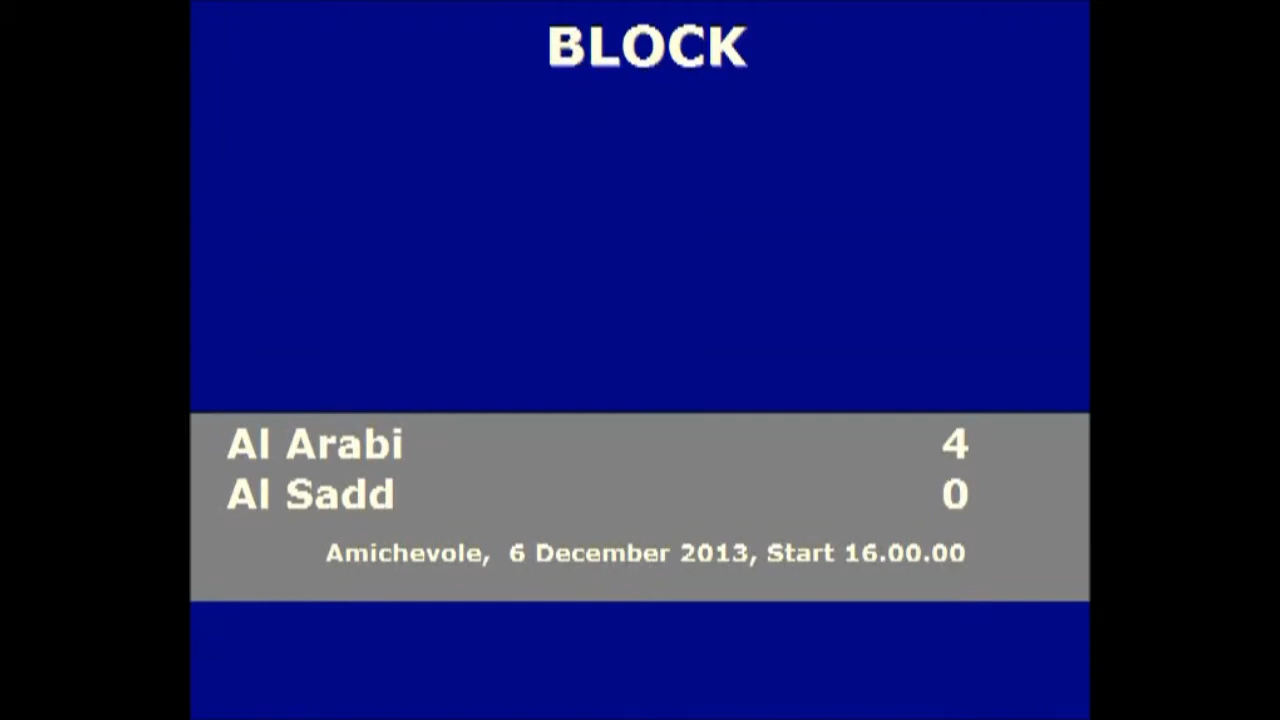 BLOCK
Al Arabi 4
Al Sadd 0
Amichevole, 6 December 2013, Start 16.00.00